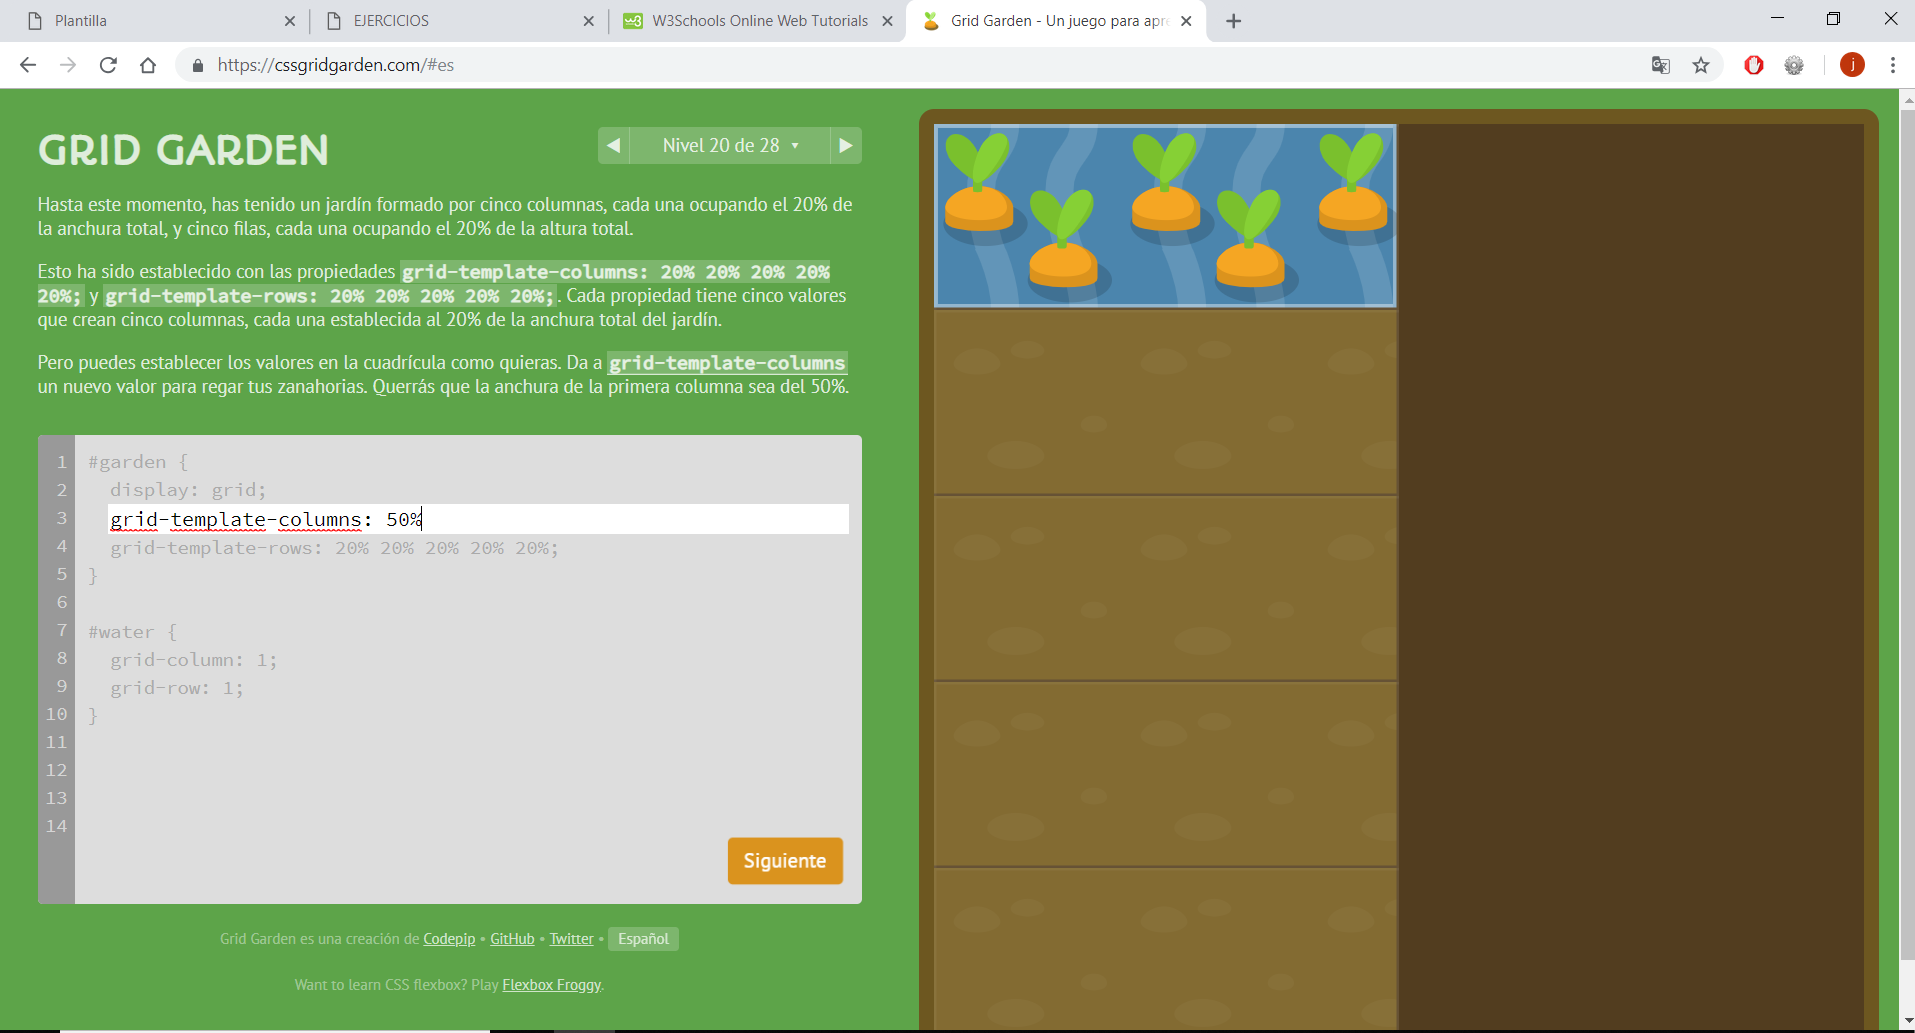 Plantilla
EJERCICIOS
W3Schools Online Web Tutorials
Grid Garden - Un juego para apre
https://cssgridgarden.com/#es
j
GRID GARDEN
Nivel 20 de 28
Hasta este momento, has tenido un jardín formado por cinco columnas, cada una ocupando el 20% de
la anchura total, y cinco filas, cada una ocupando el 20% de la altura total.
Esto ha sido establecido con las propiedades grid-template-columns: 20% 20% 20% 20%
20%; y grid-template-rows: 20% 20% 20% 20% 20%;. Cada propiedad tiene cinco valores
que crean cinco columnas, cada una establecida al 20% de la anchura total del jardín.
Pero puedes establecer los valores en la cuadrícula como quieras. Da a grid-template-columns
un nuevo valor para regar tus zanahorias. Querrás que la anchura de la primera columna sea del 50%.
1 #garden {
2 display: grid;
3 grid-template-columns: 50%
4 grid-template-rows: 20% 20% 20% 20% 20%;
5 }
6
7 #water {
8 grid-column: 1;
9 grid-row: 1;
10 }
11
12
13
14
Siguiente
Grid Garden es una creación de Codepip • GitHub • Twitter • Español
Want to learn CSS flexbox? Play Flexbox Froggy.